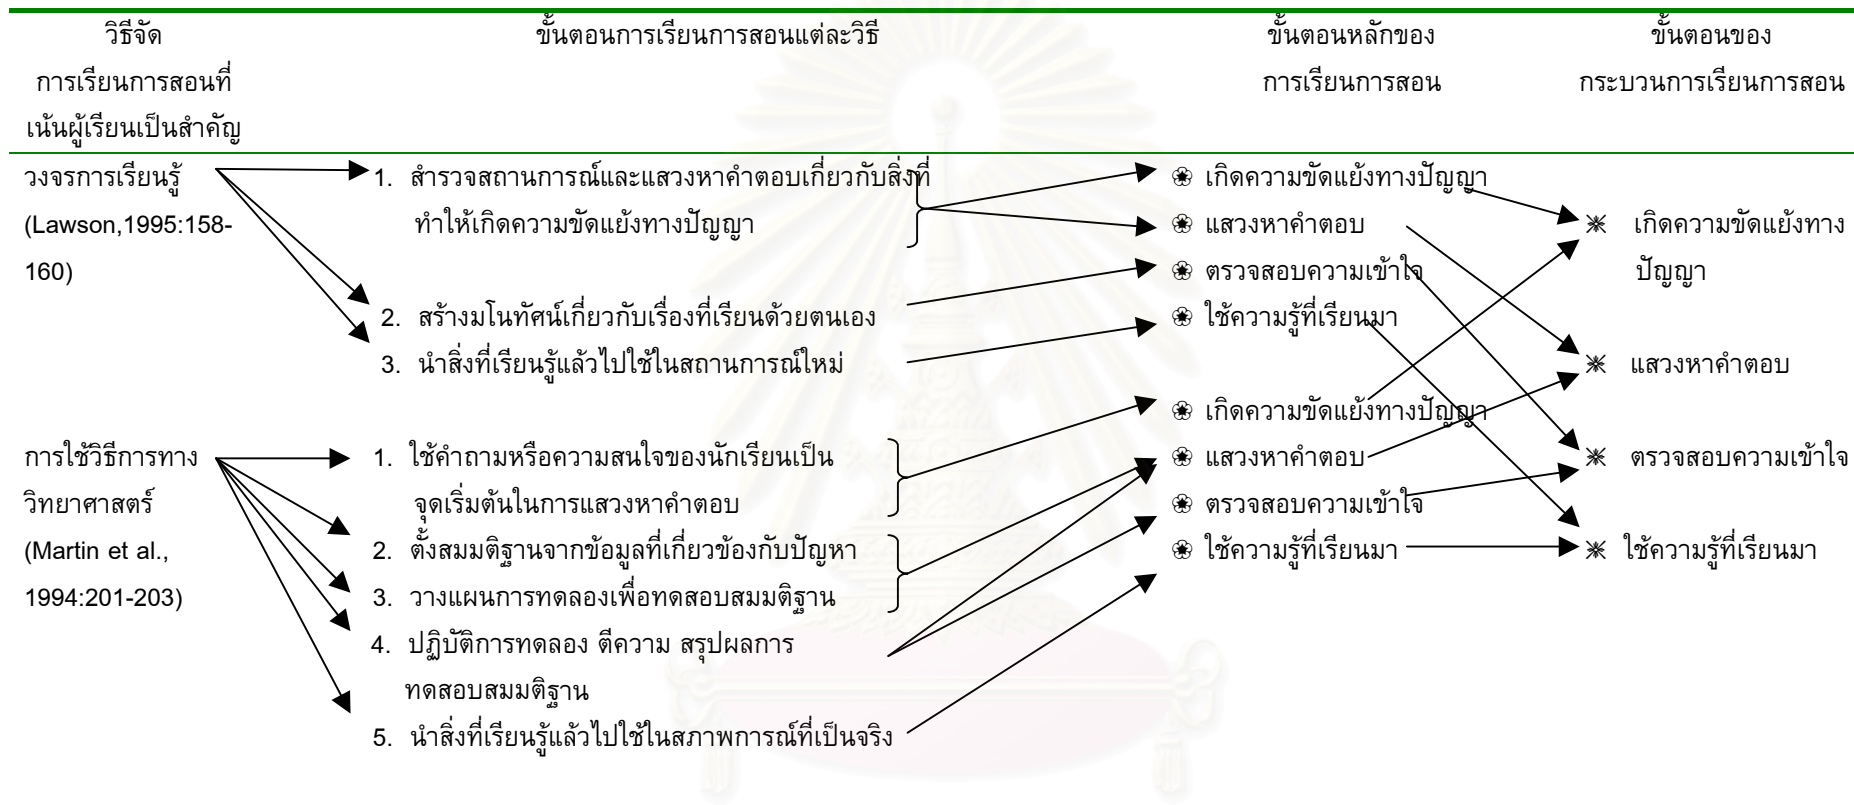 วิธีจัด
การเรียนการสอนที่
เน้นผู้เรียนเป็นสำคัญ
ขั้นตอนการเรียนการสอนแต่ละวิธี
ขั้นตอนหลักของ
การเรียนการสอน
ขั้นตอนของ
กระบวนการเรียนการสอน
วงจรการเรียนรู้
(Lawson,1995:158-
160)
1. สำรวจสถานการณ์และแสวงหาคำตอบเกี่ยวกับสิ่งที่
ทำให้เกิดความขัดแย้งทางปัญญา
2. สร้างมโนทัศน์เกี่ยวกับเรื่องที่เรียนด้วยตนเอง
3. นำสิ่งที่เรียนรู้แล้วไปใช้ในสถานการณ์ใหม่
เกิดความขัดแย้งทางปัญญา
แสวงหาคำตอบ
ตรวจสอบความเข้าใจ
ใช้ความรู้ที่เรียนมา
การใช้วิธีการทาง
วิทยาศาสตร์
(Martin et al.,
1994:201-203)
1. ใช้คำถามหรือความสนใจของนักเรียนเป็น
จุดเริ่มต้นในการแสวงหาคำตอบ
2. ตั้งสมมติฐานจากข้อมูลที่เกี่ยวข้องกับปัญหา
3. วางแผนการทดลองเพื่อทดสอบสมมติฐาน
4. ปฏิบัติการทดลอง ตีความ สรุปผลการ
ทดสอบสมมติฐาน
5. นำสิ่งที่เรียนรู้แล้วไปใช้ในสภาพการณ์ที่เป็นจริง
เกิดความขัดแย้งทางปัญญา
แสวงหาคำตอบ
ตรวจสอบความเข้าใจ
ใช้ความรู้ที่เรียนมา
เกิดความขัดแย้งทาง
ปัญญา
แสวงหาคำตอบ
ตรวจสอบความเข้าใจ
ใช้ความรู้ที่เรียนมา